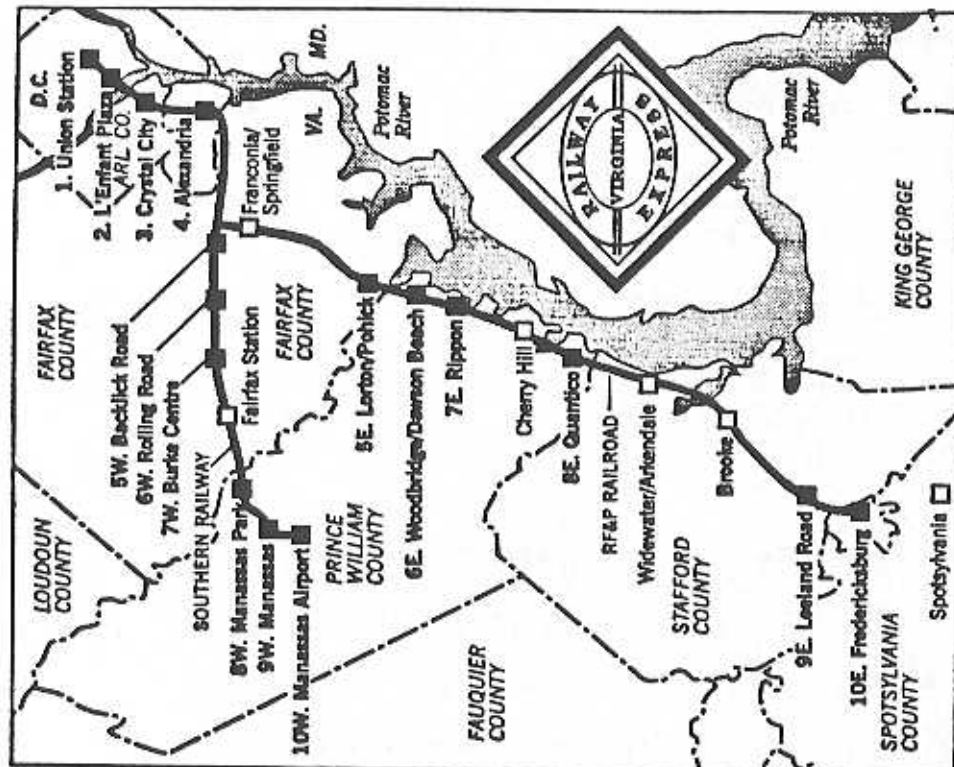 D.C.
1. Union Station
2. L'Enfant Plaza
ARL CO.
3. Crystal City
4. Alexandria
MD.
VA.
Potomac
River
Franconia/
Springfield
FAIRFAX
COUNTY
5W. Backlick Road
6W. Rolling Road
7W. Burke Centre
Fairfax Station
FAIRFAX
COUNTY
LOUDOUN
COUNTY
SOUTHERN RAILWAY
8W. Manassas Park
9W. Manassas
10W. Manassas Airport
PRINCE
WILLIAM
COUNTY
5E. Lorton/Pohick
6E. Woodbridge/Dawson Beach
7E. Rippon
Cherry Hill
8E. Quantico
RF&P RAILROAD
Widewater/Arkendale
Brooke
RAILWAY
VIRGINIA
EXPRESS
Potomac
River
KING GEORGE
COUNTY
FAUQUIER
COUNTY
STAFFORD
COUNTY
9E. Leeland Road
10E. Fredericksburg
SPOTSYLVANIA
COUNTY
Spotsylvania